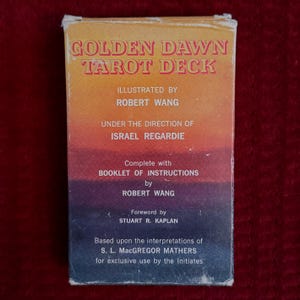 GOLDEN DAWN
TAROT DECK
ILLUSTRATED BY
ROBERT WANG
UNDER THE DIRECTION OF
ISRAEL REGARDIE
Complete with
BOOKLET OF INSTRUCTIONS
by
ROBERT WANG
Foreword by
STUART R. KAPLAN
Based upon the interpretations of
S. L. MacGREGOR MATHERS
for exclusive use by the Initiates